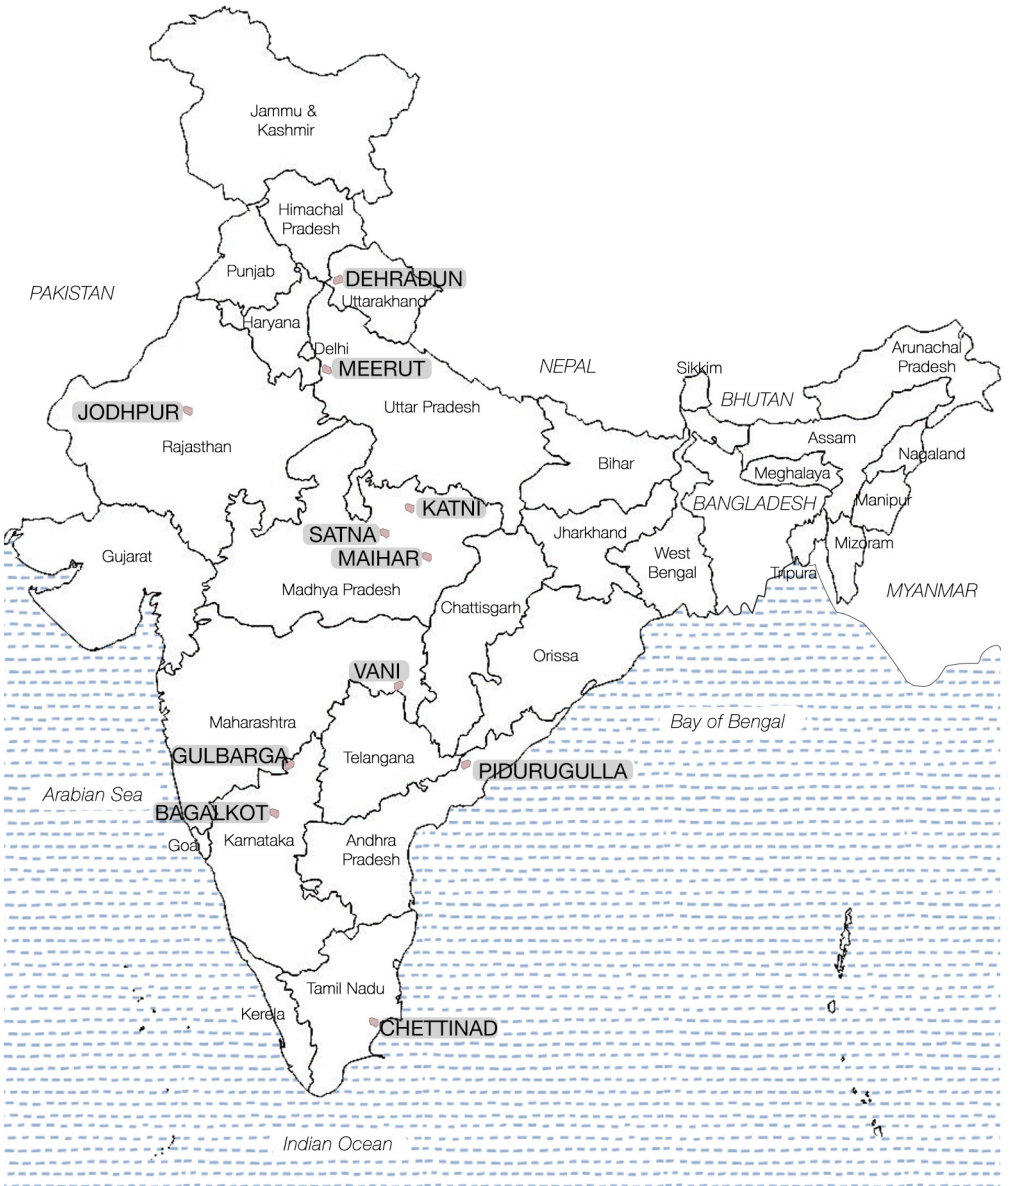 Jammu &
Kashmir
Himachal
Pradesh
Punjab
DEHRADUN
PAKISTAN
Uttarakhand
Haryana
Delhi
MEERUT
NEPAL
Sikkim
Arunachal
Pradesh
BHUTAN
JODHPUR
Uttar Pradesh
Rajasthan
Assam
Bihar
Nagaland
Meghalaya
KATNI
BANGLADESH
Manipur
SATNA
Jharkhand
Mizoram
Gujarat
MAIHAR
West
Bengal
Tripura
Madhya Pradesh
MYANMAR
Chattisgarh
Orissa
VANI
Maharashtra
Bay of Bengal
GULBARGA
Telangana
PIDURUGULLA
Arabian Sea
BAGALKOT
Goa
Karnataka
Andhra
Pradesh
Tamil Nadu
Kerela
CHETTINAD
Indian Ocean